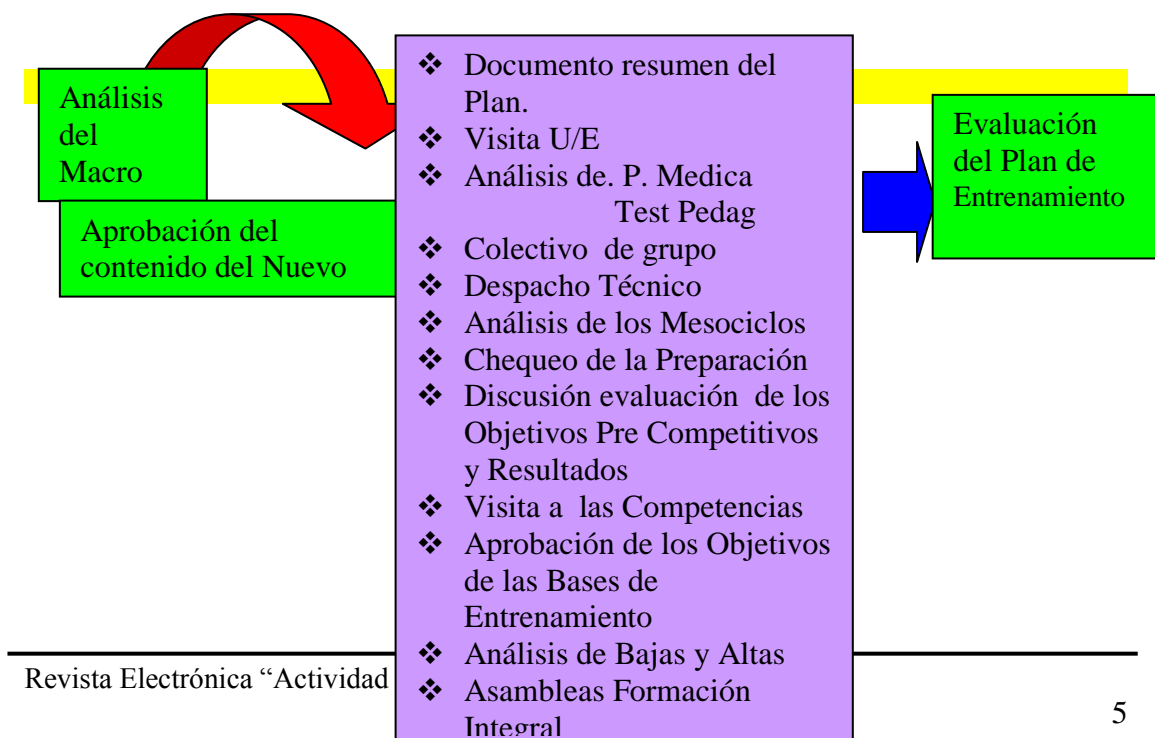 Análisis
del
Macro
Aprobación del
contenido del Nuevo
❖ Documento resumen del
Plan.
❖ Visita U/E
❖ Análisis de. P. Medica
Test Pedag
❖ Colectivo de grupo
❖ Despacho Técnico
❖ Análisis de los Mesociclos
❖ Chequeo de la Preparación
❖ Discusión evaluación de los
Objetivos Pre Competitivos
y Resultados
❖ Visita a las Competencias
❖ Aprobación de los Objetivos
de las Bases de
Entrenamiento
❖ Análisis de Bajas y Altas
❖ Asambleas Formación
Integral
Evaluación
del Plan de
Entrenamiento
Revista Electrónica “Actividad
5